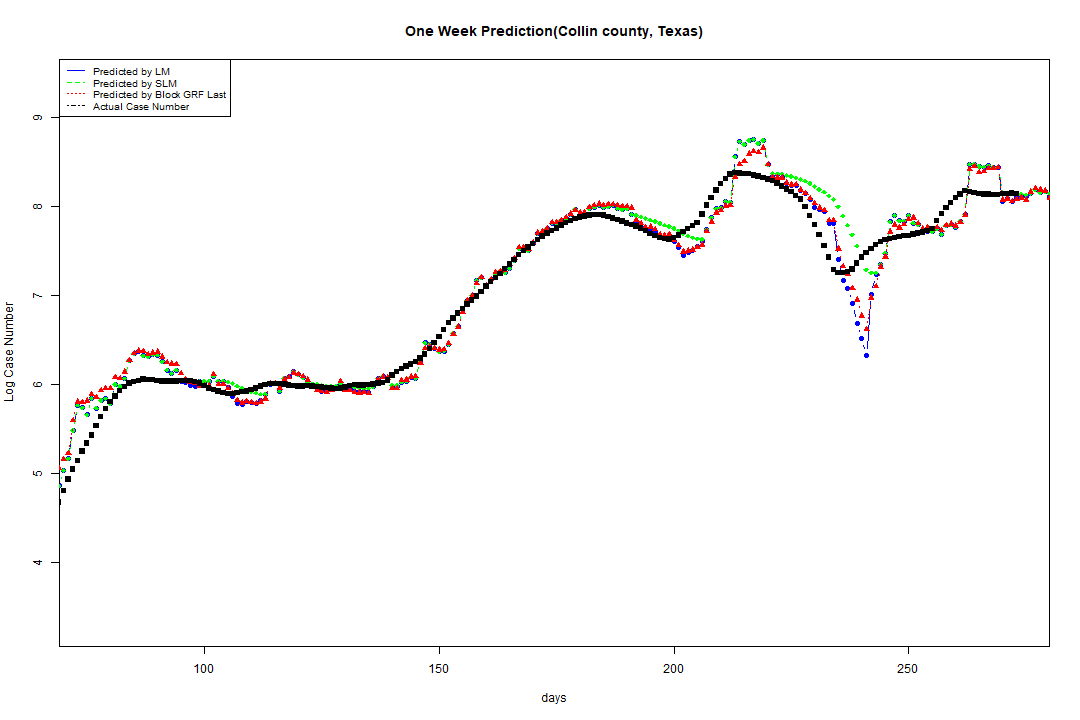 One Week Prediction(Collin county, Texas)
Predicted by LM
Predicted by SLM
Predicted by Block GRF Last
Actual Case Number
9
8
7
6
5
4
Log Case Number
100
150
200
250
days